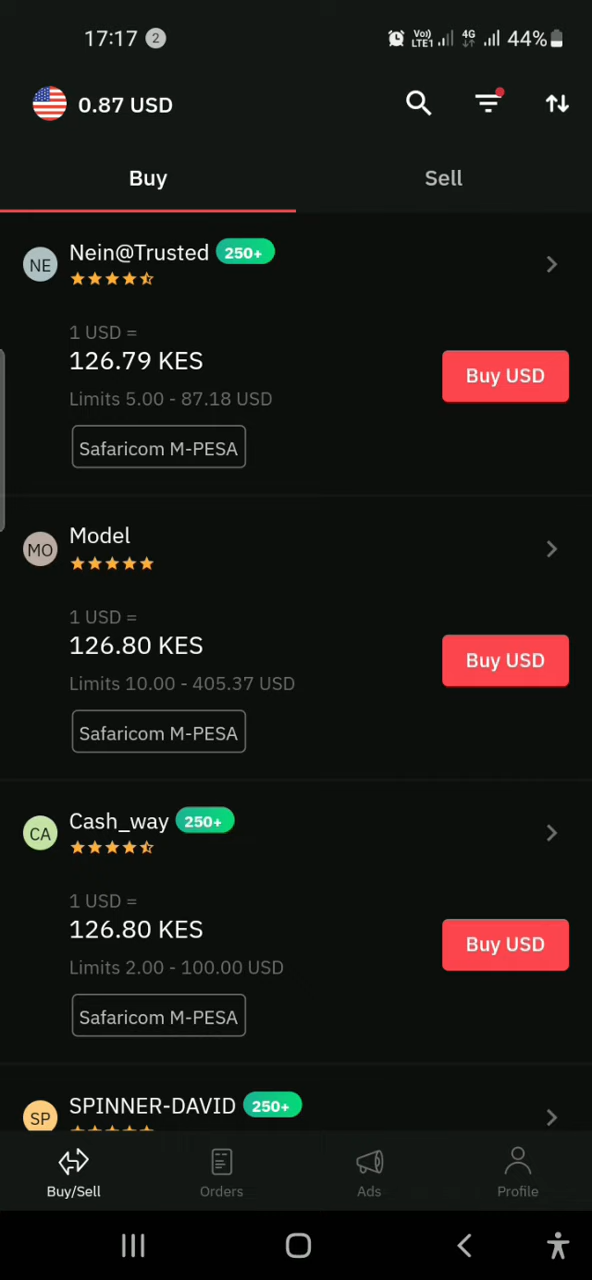 17:17 2 Vo) LTE1 4G 44%
0.87 USD
Buy Sell
NE Nein@Trusted 250+
1 USD =
126.79 KES
Buy USD
Limits 5.00 - 87.18 USD
Safaricom M-PESA
MO Model
1 USD =
126.80 KES
Buy USD
Limits 10.00 - 405.37 USD
Safaricom M-PESA
CA Cash_way 250+
1 USD =
126.80 KES
Buy USD
Limits 2.00 - 100.00 USD
Safaricom M-PESA
SP SPINNER-DAVID 250+
Buy/Sell Orders Ads Profile